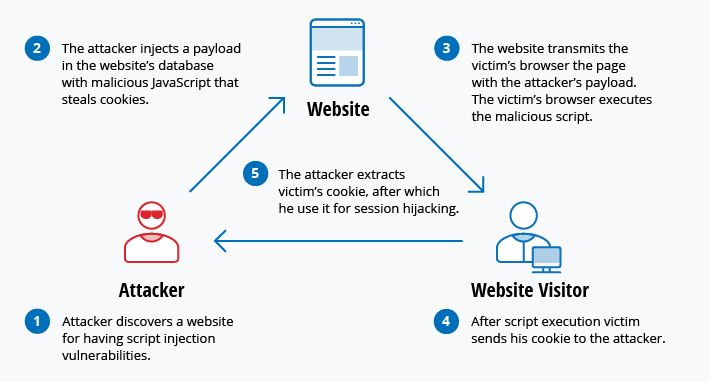 2
The attacker injects a payload
in the website's database
with malicious JavaScript that
steals cookies.
Website
3
The website transmits the
victim's browser the page
with the attacker's payload.
The victim's browser executes
the malicious script.
5
The attacker extracts
victim's cookie, after which
he use it for session hijacking.
Attacker
Website Visitor
1
Attacker discovers a website
for having script injection
vulnerabilities.
4
After script execution victim
sends his cookie to the attacker.